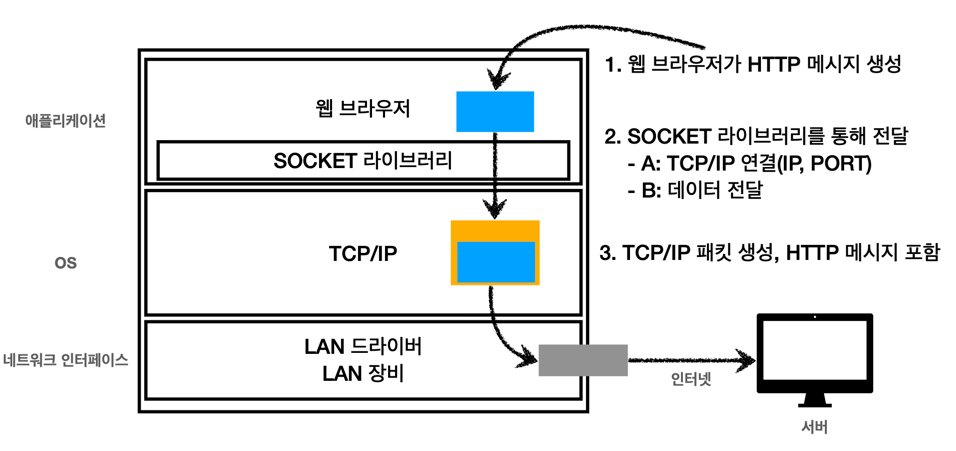 1. 웹 브라우저가 HTTP 메시지 생성
애플리케이션
웹 브라우저
SOCKET 라이브러리
2. SOCKET 라이브러리를 통해 전달
- A: TCP/IP 연결(IP, PORT)
- B: 데이터 전달
OS
TCP/IP
3. TCP/IP 패킷 생성, HTTP 메시지 포함
네트워크 인터페이스
LAN 드라이버
LAN 장비
인터넷
서버